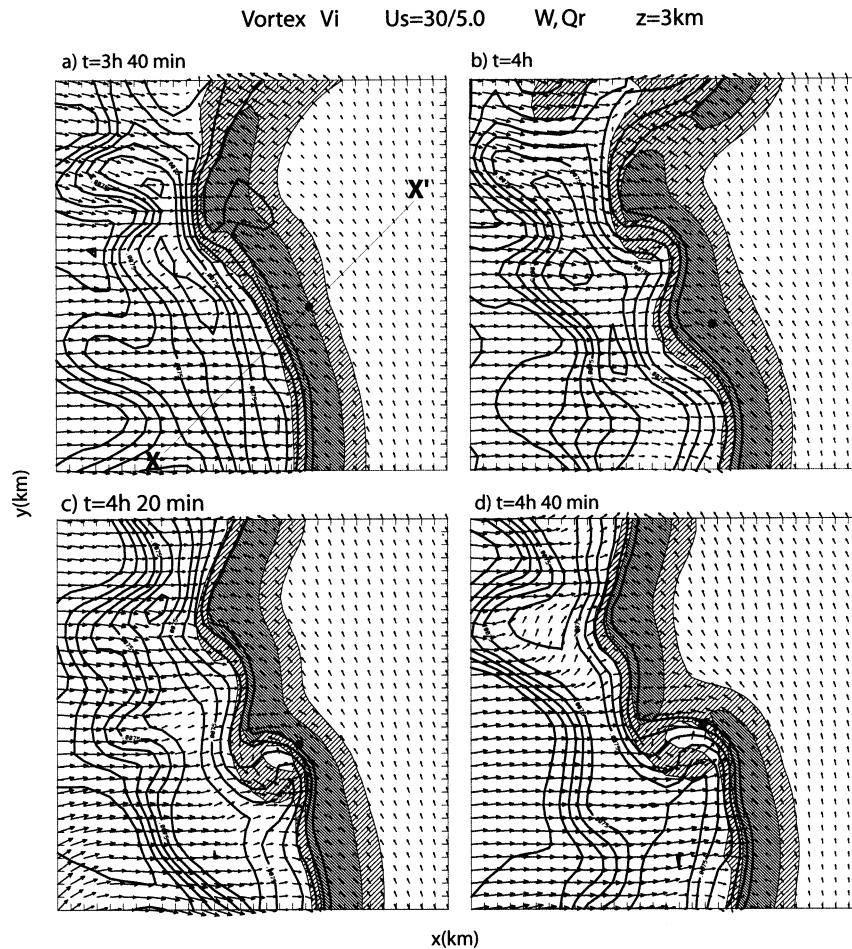 Vortex Vi Us=30/5.0 W, Qr z=3km
a) t=3h 40 min
b) t=4h
X'
X
y(km)
c) t=4h 20 min
d) t=4h 40 min
x(km)